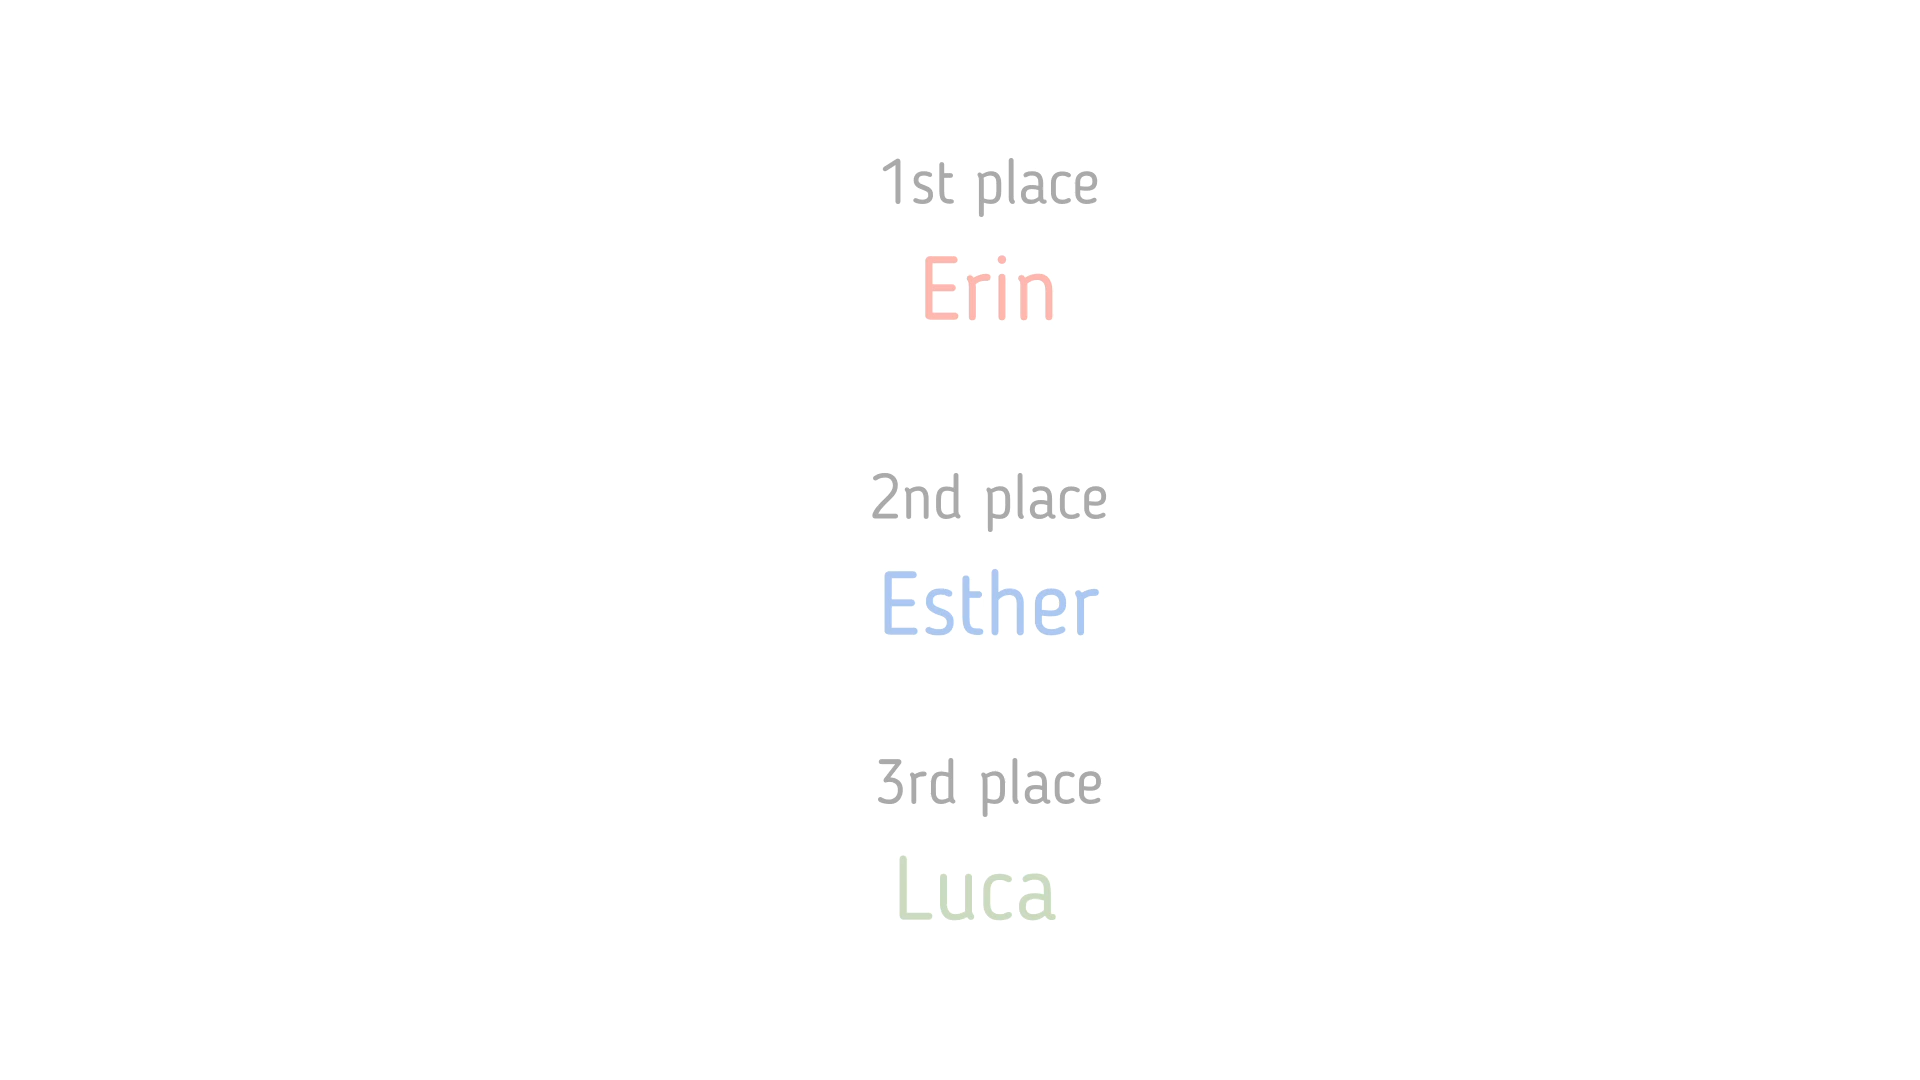 1st place
Erin
2nd place
Esther
3rd place
Luca